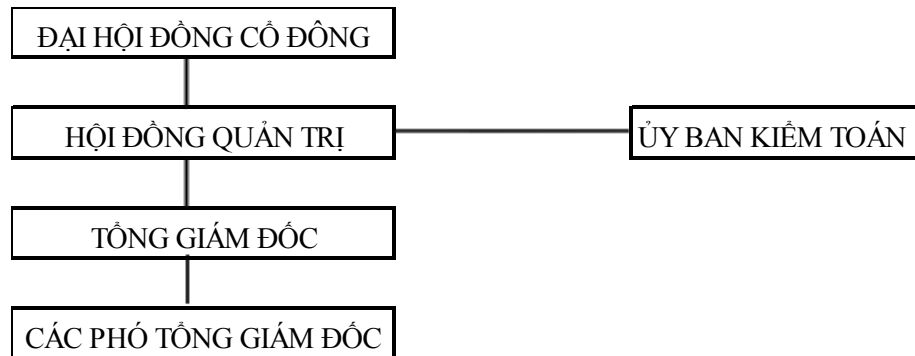 ĐẠI HỘI ĐỒNG CỔ ĐÔNG
HỘI ĐỒNG QUẢN TRỊ
ỦY BAN KIỂM TOÁN
TỔNG GIÁM ĐỐC
CÁC PHÓ TỔNG GIÁM ĐỐC